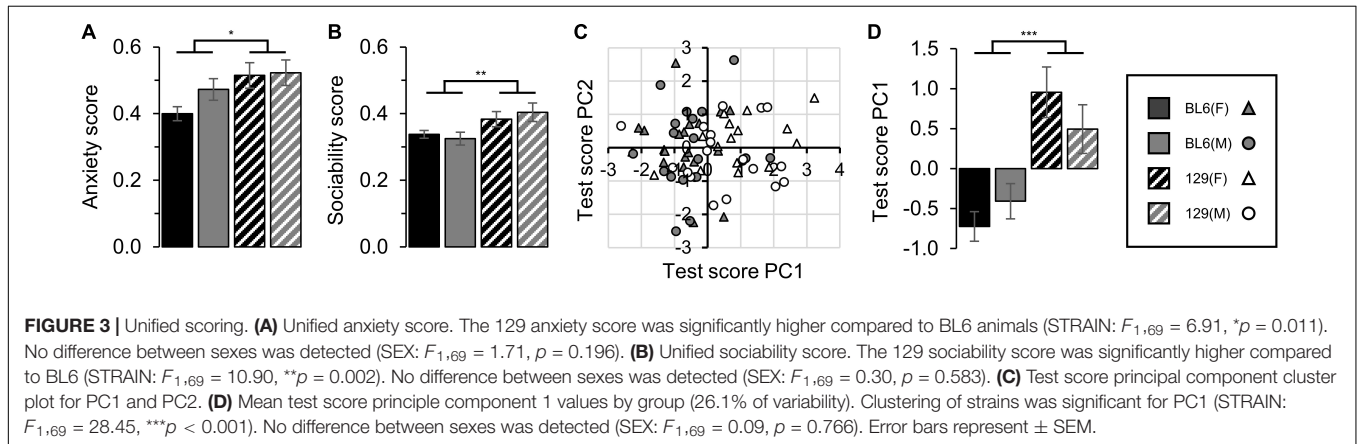 A
*
Anxiety score
0.6
0.4
0.2
0.0
B
**
Sociability score
0.6
0.4
0.2
0.0
C
Test score PC2
3
2
1
-1
-2
-3
-3 -2 -1 0 1 2 3 4
Test score PC1
D
***
Test score PC1
1.5
1.0
0.5
0.0
-0.5
-1.0
BL6(F)
BL6(M)
129(F)
129(M)
FIGURE 3 | Unified scoring. (A) Unified anxiety score. The 129 anxiety score was significantly higher compared to BL6 animals (STRAIN: F1,69 = 6.91, *p = 0.011).
No difference between sexes was detected (SEX: F1,69 = 1.71, p = 0.196). (B) Unified sociability score. The 129 sociability score was significantly higher compared
to BL6 (STRAIN: F1,69 = 10.90, **p = 0.002). No difference between sexes was detected (SEX: F1,69 = 0.30, p = 0.583). (C) Test score principal component cluster
plot for PC1 and PC2. (D) Mean test score principle component 1 values by group (26.1% of variability). Clustering of strains was significant for PC1 (STRAIN:
F1,69 = 28.45, ***p < 0.001). No difference between sexes was detected (SEX: F1,69 = 0.09, p = 0.766). Error bars represent ± SEM.